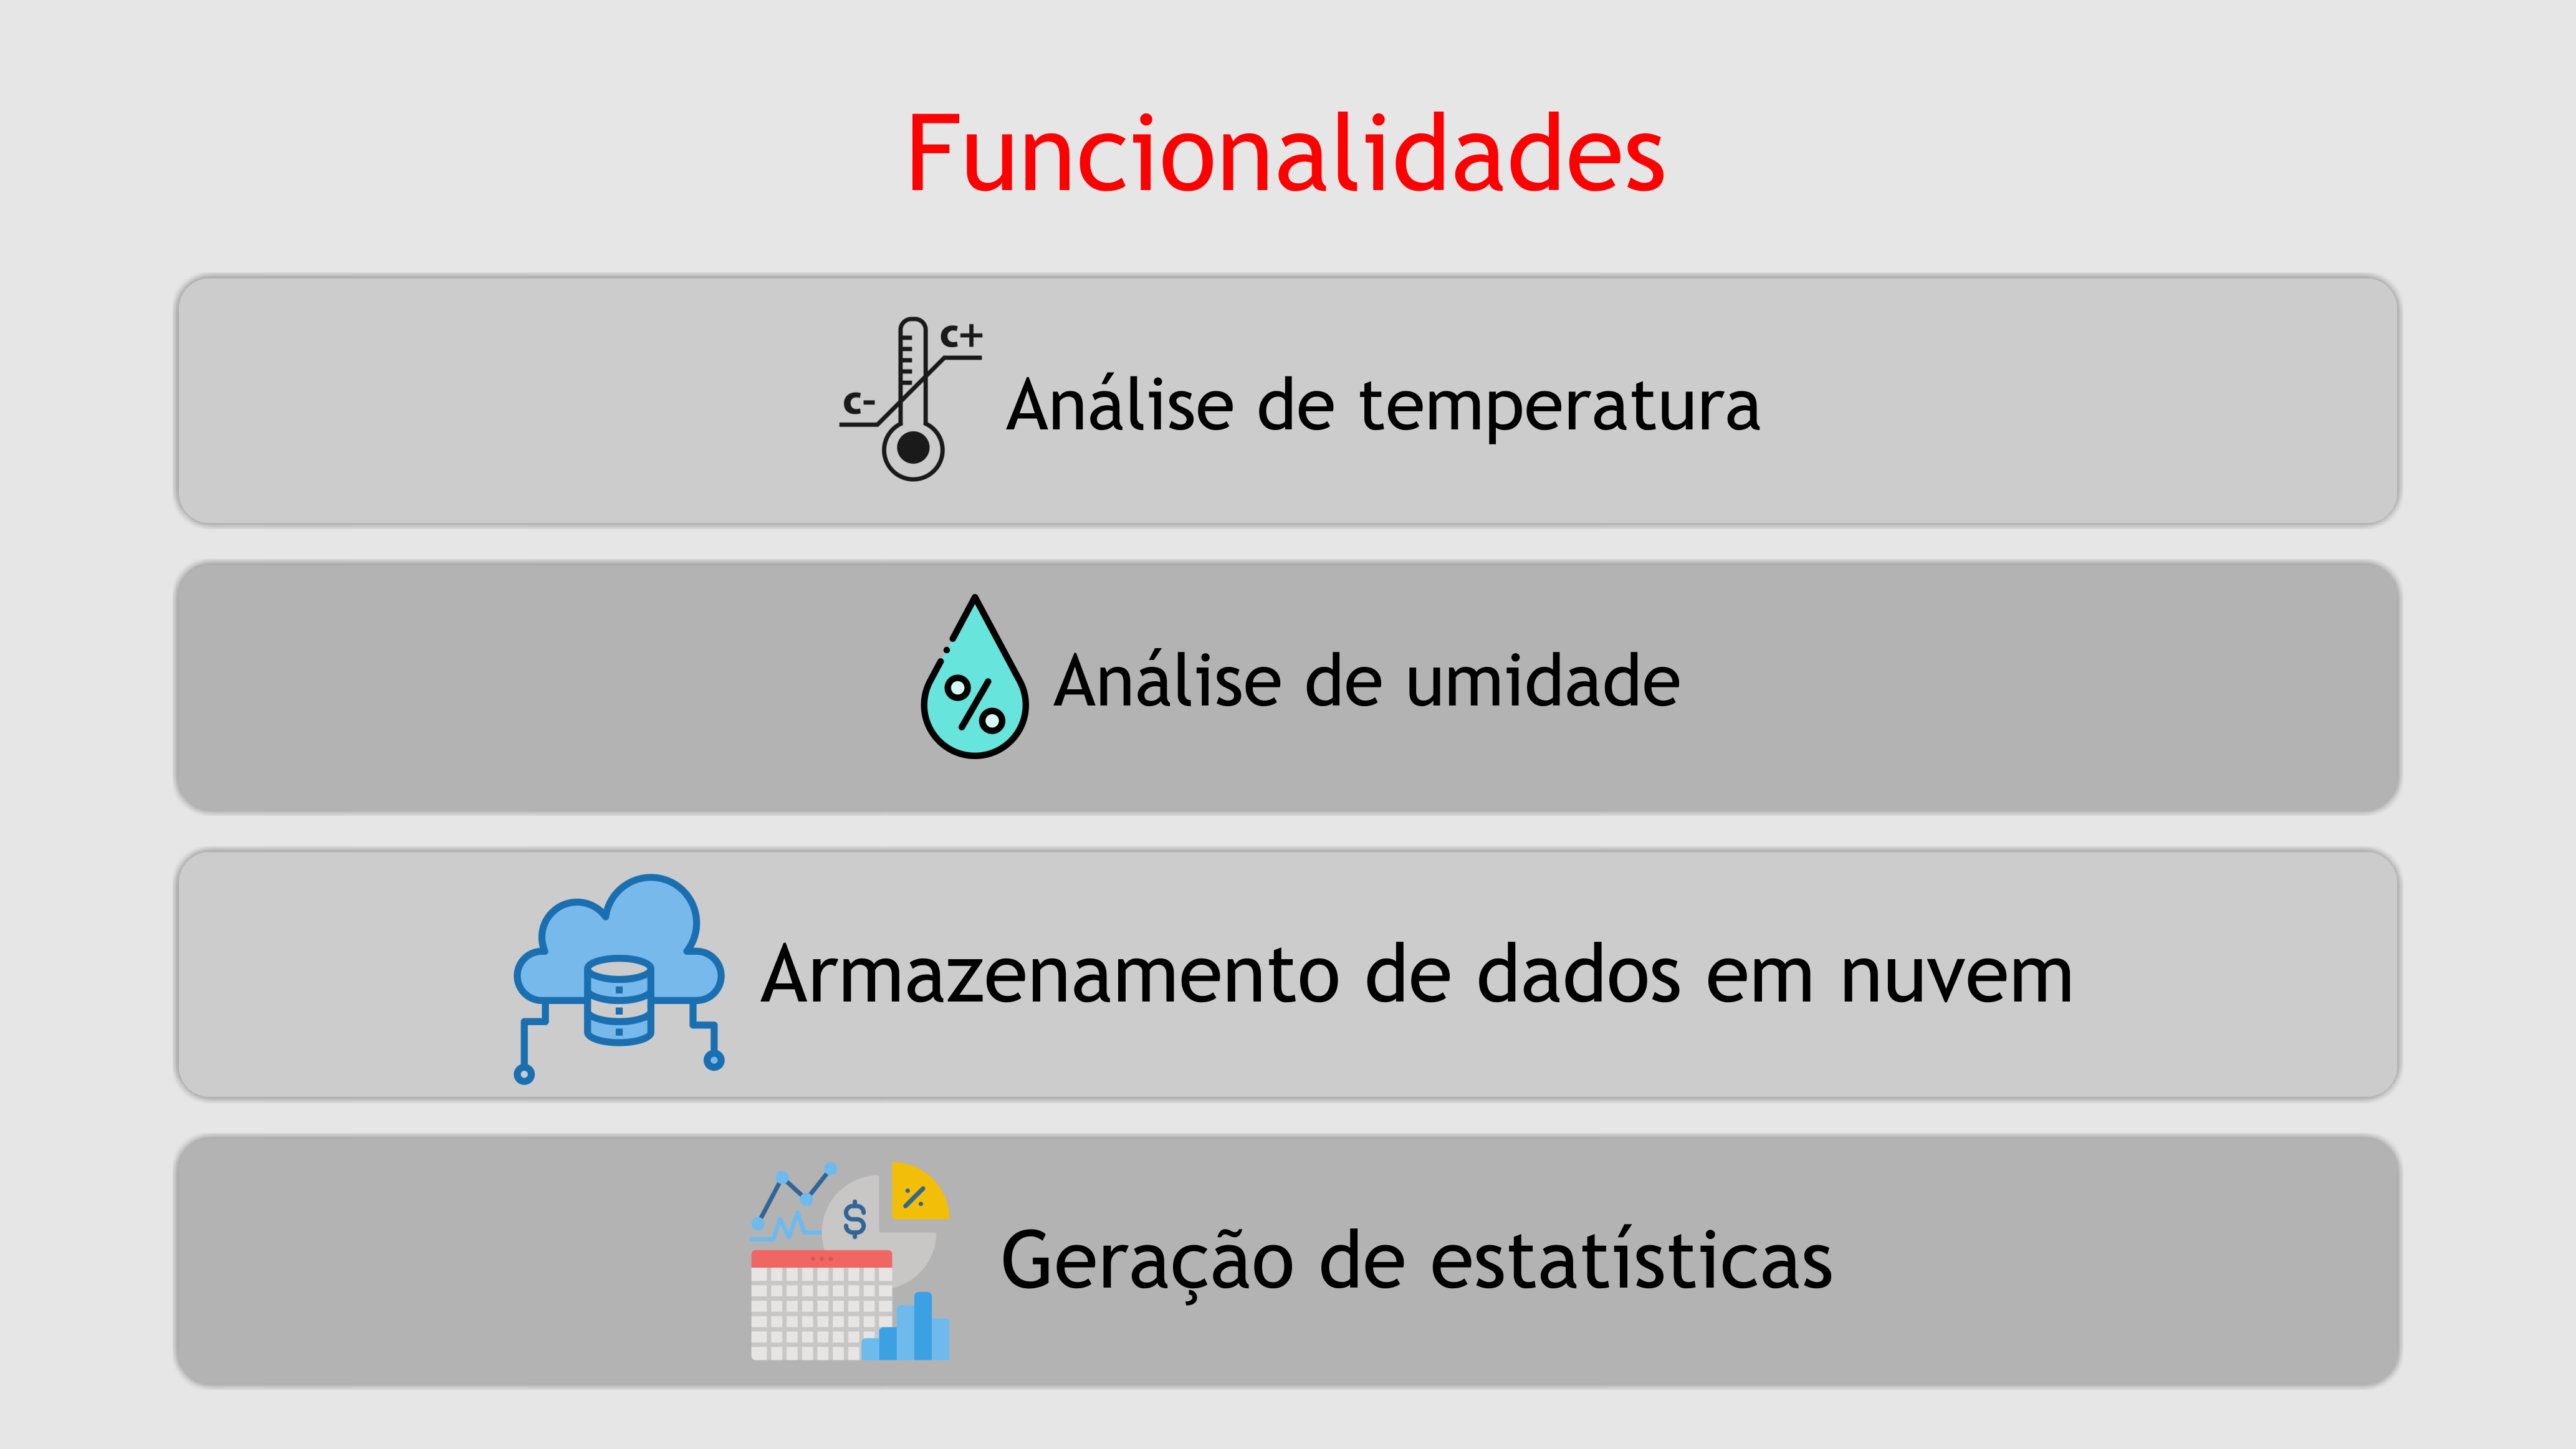 Funcionalidades
c+
c-
Análise de temperatura
%
Análise de umidade
Armazenamento de dados em nuvem
$
%
Geração de estatísticas